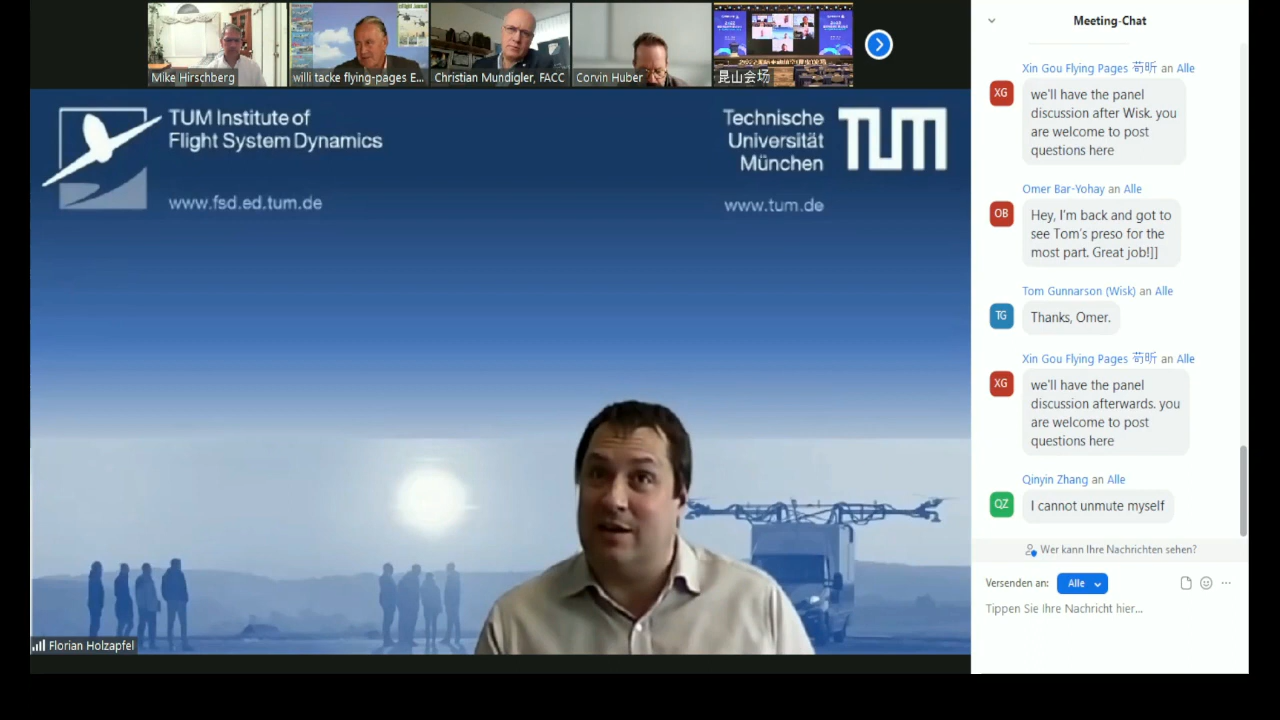 Mike Hirschberg
willi tacke flying-pages E...
Christian Mundigler, FACC
Corvin Huber
昆山会场
TUM Institute of
Flight System Dynamics
www.fsd.ed.tum.de
Technische
Universität
München
TUM
www.tum.de
Florian Holzapfel
Meeting-Chat
Xin Gou Flying Pages 苟昕 an Alle
XG
we'll have the panel
discussion after Wisk. you
are welcome to post
questions here
Omer Bar-Yohay an Alle
OB
Hey, I'm back and got to
see Tom's preso for the
most part. Great job!]]
Tom Gunnarson (Wisk) an Alle
TG
Thanks, Omer.
Xin Gou Flying Pages 苟昕 an Alle
XG
we'll have the panel
discussion afterwards. you
are welcome to post
questions here
Qinyin Zhang an Alle
QZ
I cannot unmute myself
Wer kann Ihre Nachrichten sehen?
Versenden an: Alle
Tippen Sie Ihre Nachricht hier...